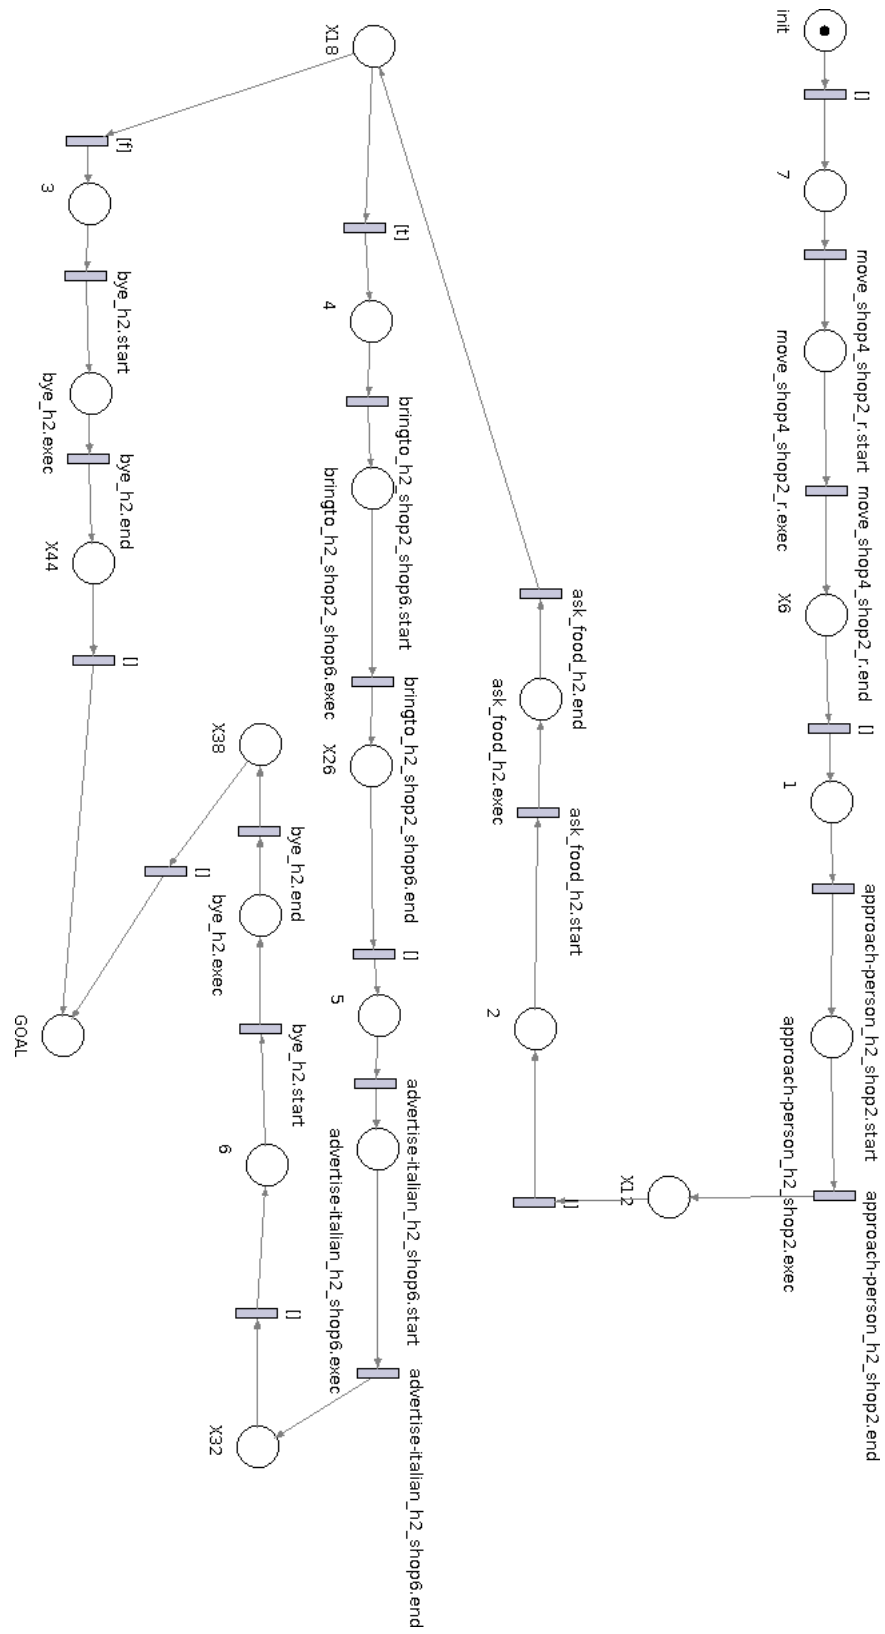 init
[]
7
move_shop4_shop2_r.start
move_shop4_shop2_r.exec
move_shop4_shop2_r.end
X6
[]
1
approach-person_h2_shop2.start
approach-person_h2_shop2.exec
approach-person_h2_shop2.end
X12
[]
2
ask_food_h2.start
ask_food_h2.exec
ask_food_h2.end
X18
[t]
4
bringto_h2_shop2_shop6.start
bringto_h2_shop2_shop6.exec
bringto_h2_shop2_shop6.end
X26
[]
5
advertise-italian_h2_shop6.start
advertise-italian_h2_shop6.exec
advertise-italian_h2_shop6.end
X32
[]
6
bye_h2.start
bye_h2.exec
bye_h2.end
X38
[]
[f]
3
bye_h2.start
bye_h2.exec
bye_h2.end
X44
[]
GOAL